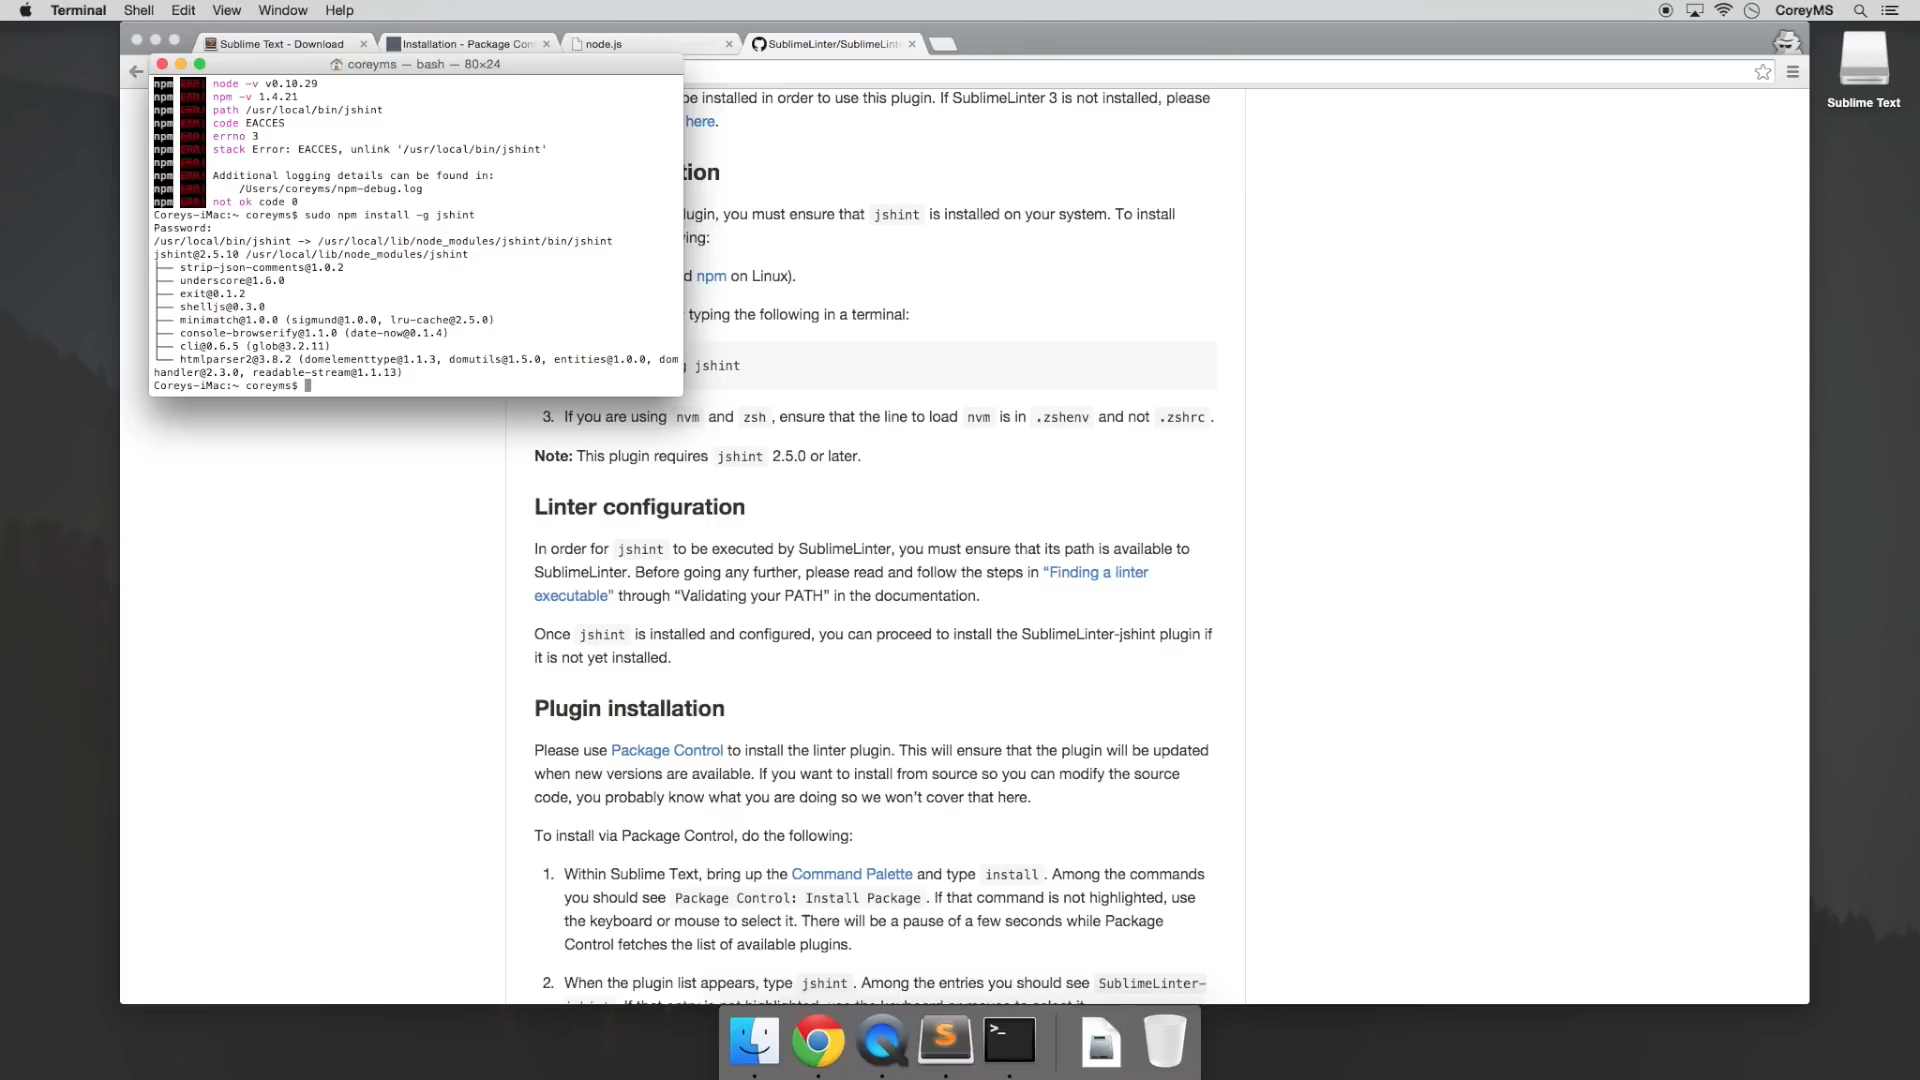 Terminal Shell Edit View Window Help CoreyMS
Sublime Text - Download
Installation - Package Con
node.js
SublimeLinter/SublimeLint
coreyms — bash — 80×24
npm ERR! node -v v0.10.29
npm ERR! npm -v 1.4.21
npm ERR! path /usr/local/bin/jshint
npm ERR! code EACCES
npm ERR! errno 3
npm ERR! stack Error: EACCES, unlink '/usr/local/bin/jshint'
npm ERR!
npm ERR! Additional logging details can be found in:
npm ERR!     /Users/coreyms/npm-debug.log
npm ERR! not ok code 0
Coreys-iMac:~ coreyms$ sudo npm install -g jshint
Password:
/usr/local/bin/jshint -> /usr/local/lib/node_modules/jshint/bin/jshint
jshint@2.5.10 /usr/local/lib/node_modules/jshint
├── strip-json-comments@1.0.2
├── underscore@1.6.0
├── exit@0.1.2
├── shelljs@0.3.0
├── minimatch@1.0.0 (sigmund@1.0.0, lru-cache@2.5.0)
├── console-browserify@1.1.0 (date-now@0.1.4)
├── cli@0.6.5 (glob@3.2.11)
└── htmlparser2@3.8.2 (domelementtype@1.1.3, domutils@1.5.0, entities@1.0.0, dom
handler@2.3.0, readable-stream@1.1.13)
Coreys-iMac:~ coreyms$
Sublime Text
be installed in order to use this plugin. If SublimeLinter 3 is not installed, please
here.
tion
lugin, you must ensure that jshint is installed on your system. To install
ving:
d npm on Linux).
typing the following in a terminal:
jshint
3. If you are using nvm and zsh , ensure that the line to load nvm is in .zshenv and not .zshrc .
Note: This plugin requires jshint 2.5.0 or later.
Linter configuration
In order for jshint to be executed by SublimeLinter, you must ensure that its path is available to
SublimeLinter. Before going any further, please read and follow the steps in “Finding a linter
executable” through “Validating your PATH” in the documentation.
Once jshint is installed and configured, you can proceed to install the SublimeLinter-jshint plugin if
it is not yet installed.
Plugin installation
Please use Package Control to install the linter plugin. This will ensure that the plugin will be updated
when new versions are available. If you want to install from source so you can modify the source
code, you probably know what you are doing so we won’t cover that here.
To install via Package Control, do the following:
1. Within Sublime Text, bring up the Command Palette and type install . Among the commands
you should see Package Control: Install Package . If that command is not highlighted, use
the keyboard or mouse to select it. There will be a pause of a few seconds while Package
Control fetches the list of available plugins.
2. When the plugin list appears, type jshint . Among the entries you should see SublimeLinter-